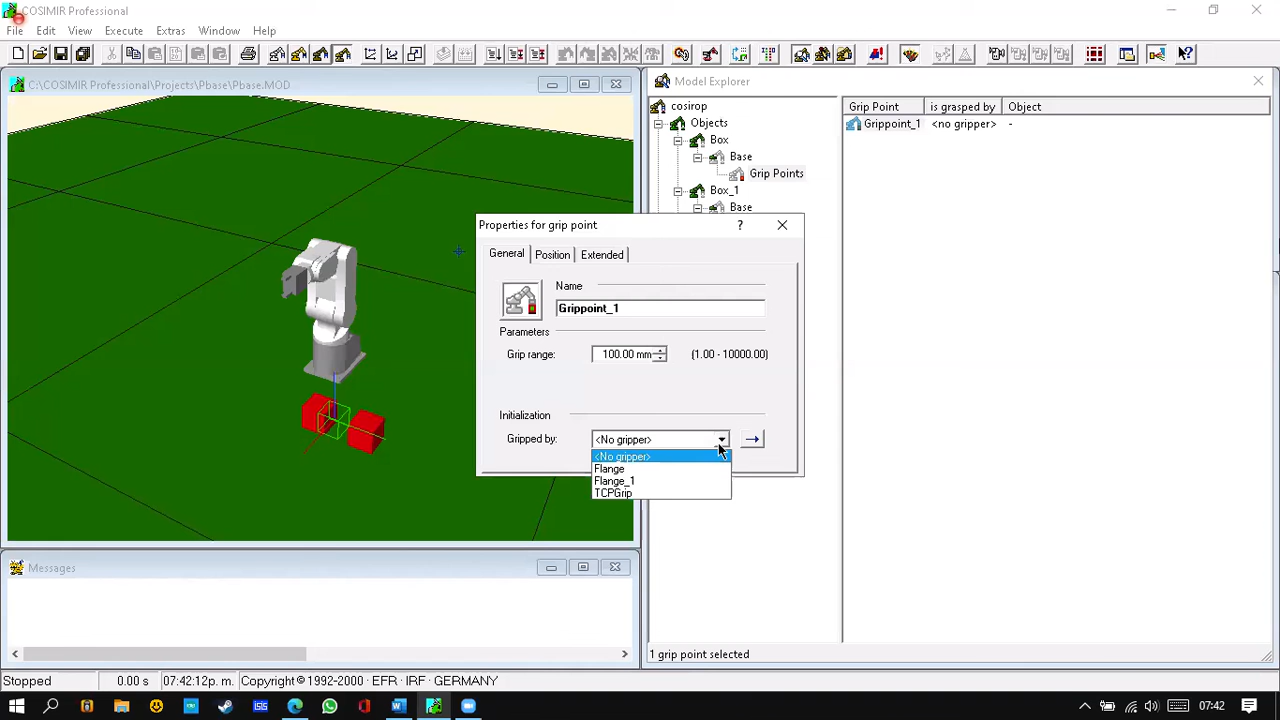 COSIMIR Professional
File Edit View Execute Extras Window Help
C:\COSIMIR Professional\Projects\Pbase\Pbase.MOD
Model Explorer
cosirop
Objects
Box
Base
Grip Points
Box_1
Base
Grip Point is grasped by Object
Grippoint_1 <no gripper> -
Properties for grip point ?
General Position Extended
Name
Grippoint_1
Parameters
Grip range: 100.00 mm (1.00 - 10000.00)
Initialization
Gripped by: <No gripper>
<No gripper>
Flange
Flange_1
TCPGrip
Messages
1 grip point selected
Stopped 0.00 s 07:42:12p. m. Copyright © 1992-2000 - EFR - IRF - GERMANY
07:42